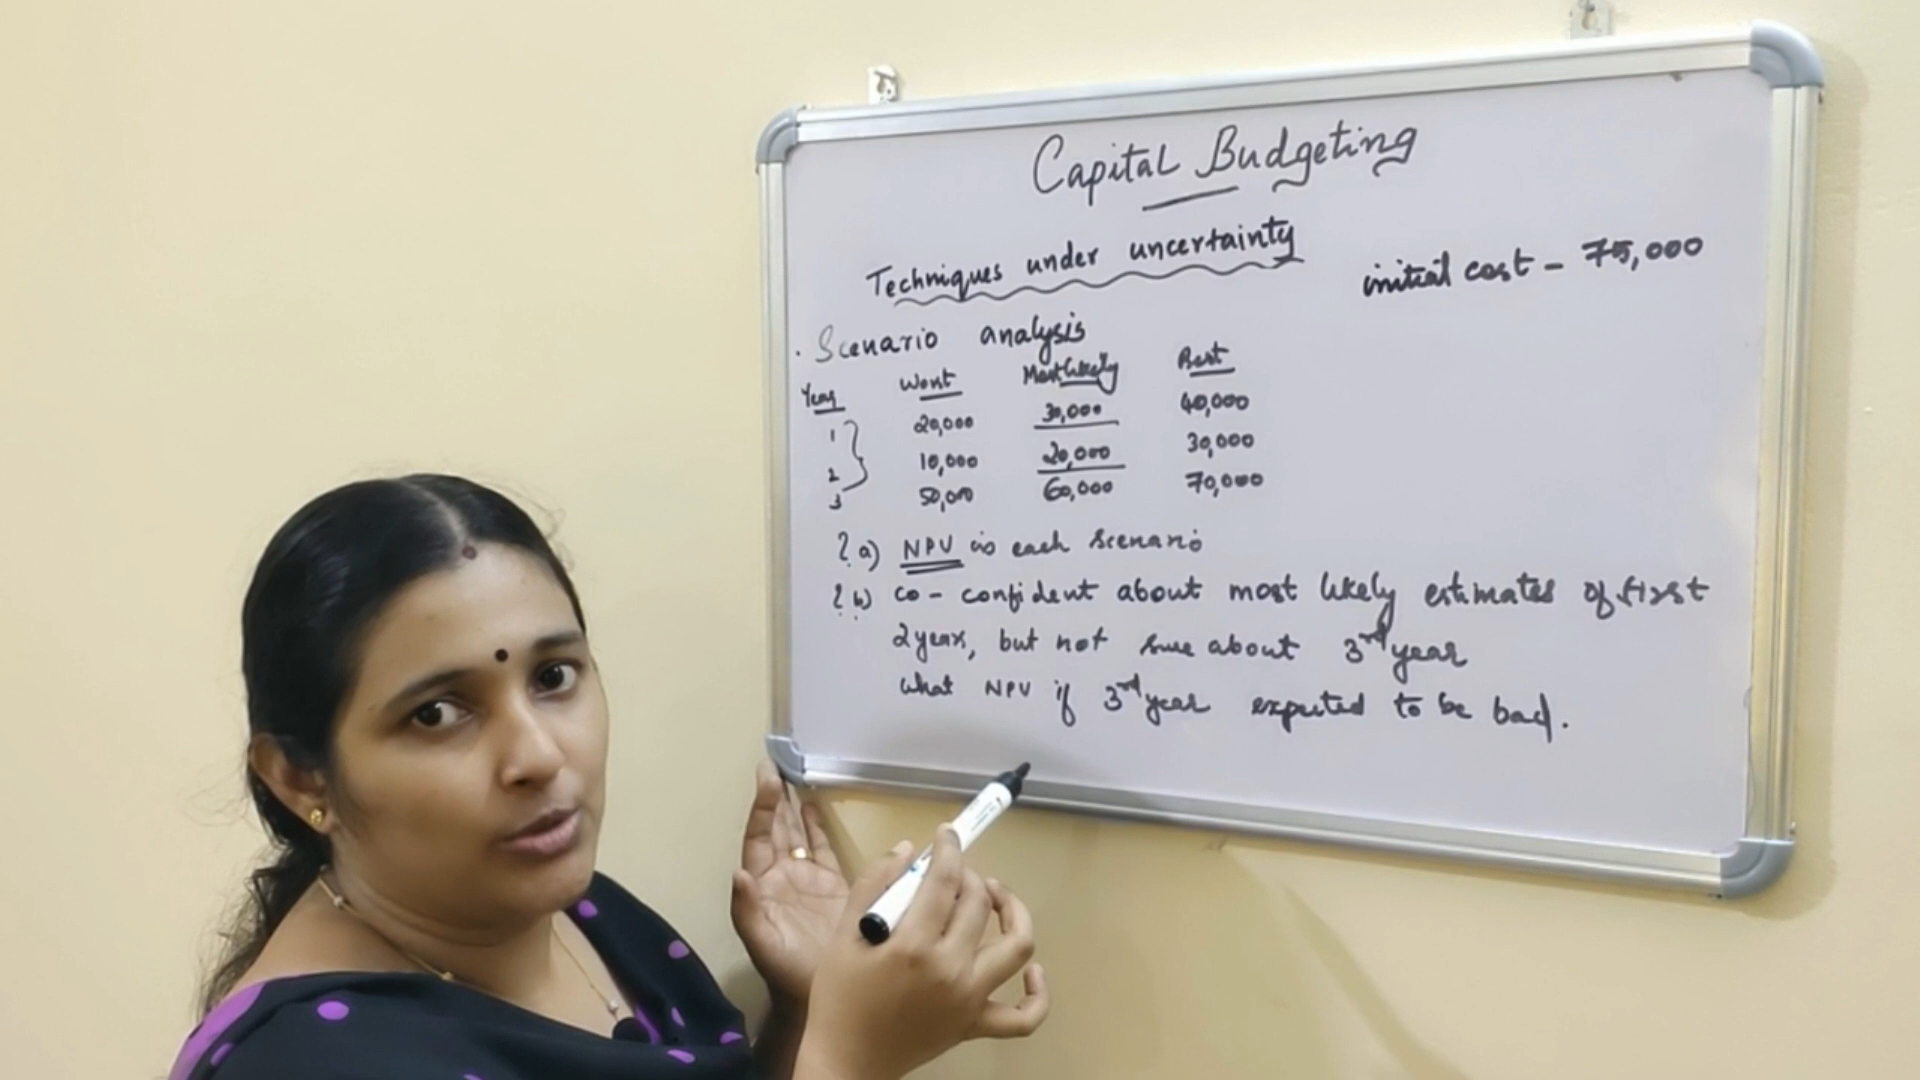 Capital Budgeting
Techniques under uncertainty
initial cost - 75,000
. Scenario analysis
Year Worst Most likely Best
1 20,000 30,000 40,000
2 10,000 20,000 30,000
3 50,000 60,000 70,000
? a) NPV in each scenario
? b) co - confident about most likely estimates of first
2 years, but not sure about 3rd year
what NPV if 3rd year expected to be bad.